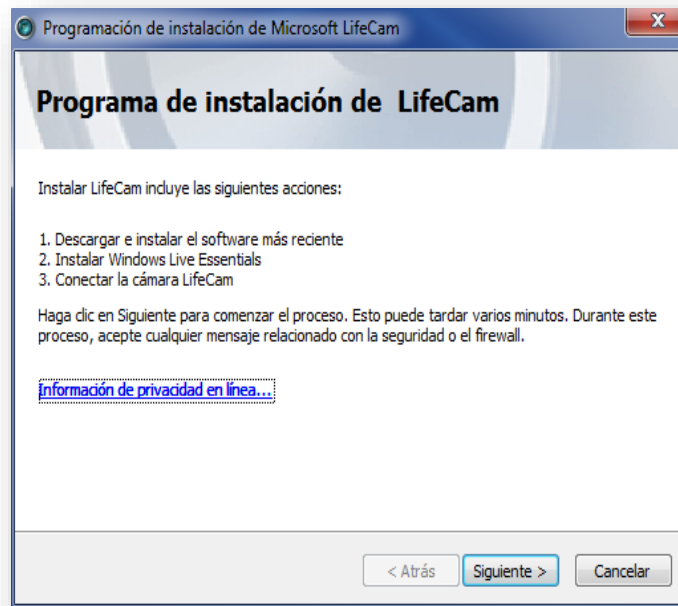 Programación de instalación de Microsoft LifeCam
X
Programa de instalación de LifeCam
Instalar LifeCam incluye las siguientes acciones:
1. Descargar e instalar el software más reciente
2. Instalar Windows Live Essentials
3. Conectar la cámara LifeCam
Haga clic en Siguiente para comenzar el proceso. Esto puede tardar varios minutos. Durante este
proceso, acepte cualquier mensaje relacionado con la seguridad o el firewall.
Información de privacidad en línea...
< Atrás Siguiente > Cancelar